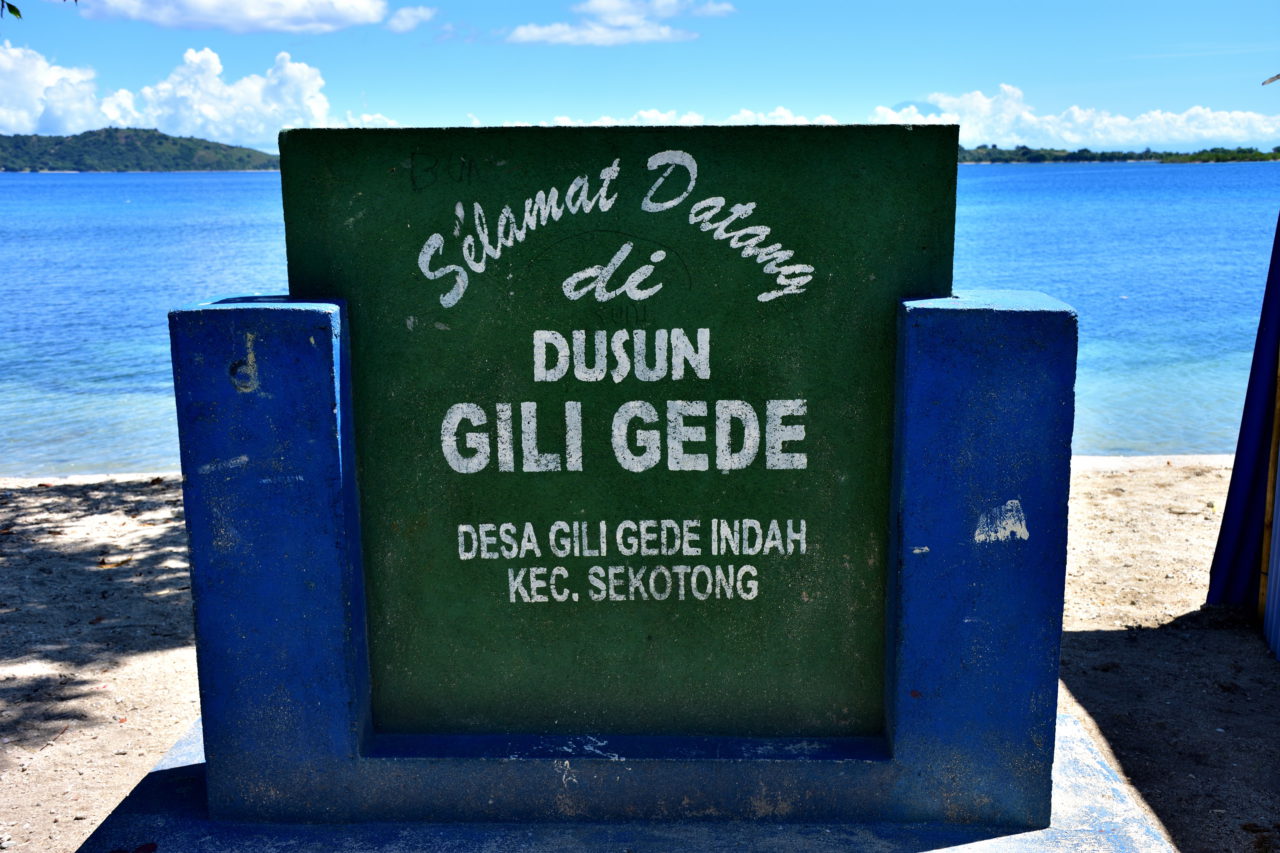 Selamat Datang
di
DUSUN
GILI GEDE
DESA GILI GEDE INDAH
KEC. SEKOTONG
d